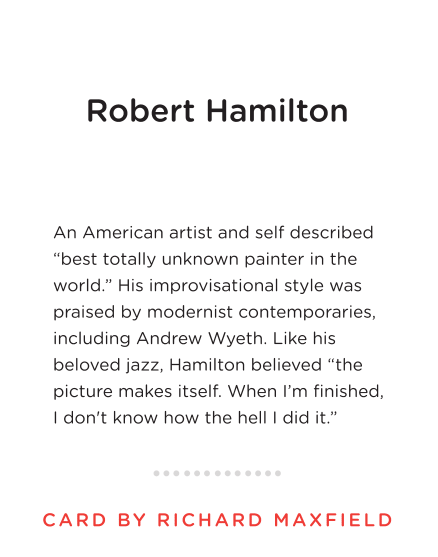 Robert Hamilton
An American artist and self described
“best totally unknown painter in the
world.” His improvisational style was
praised by modernist contemporaries,
including Andrew Wyeth. Like his
beloved jazz, Hamilton believed “the
picture makes itself. When I’m finished,
I don't know how the hell I did it.”
CARD BY RICHARD MAXFIELD